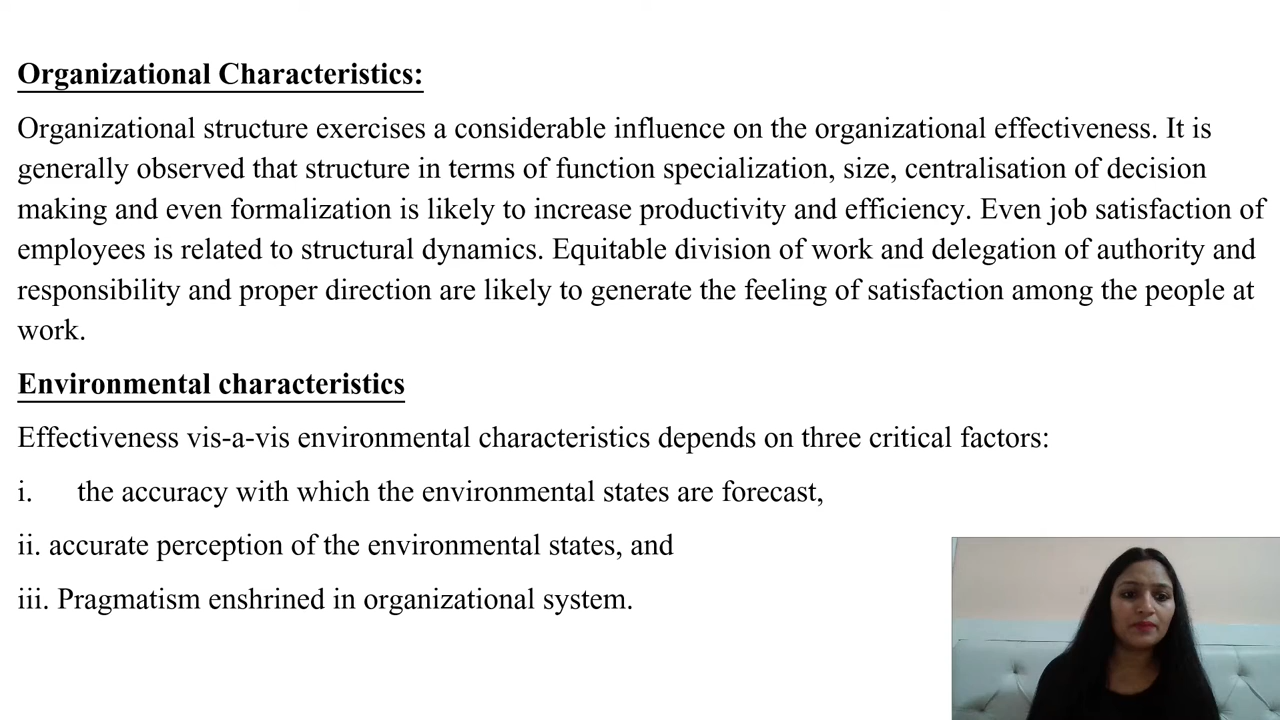 Organizational Characteristics:
Organizational structure exercises a considerable influence on the organizational effectiveness. It is
generally observed that structure in terms of function specialization, size, centralisation of decision
making and even formalization is likely to increase productivity and efficiency. Even job satisfaction of
employees is related to structural dynamics. Equitable division of work and delegation of authority and
responsibility and proper direction are likely to generate the feeling of satisfaction among the people at
work.
Environmental characteristics
Effectiveness vis-a-vis environmental characteristics depends on three critical factors:
i. the accuracy with which the environmental states are forecast,
ii. accurate perception of the environmental states, and
iii. Pragmatism enshrined in organizational system.